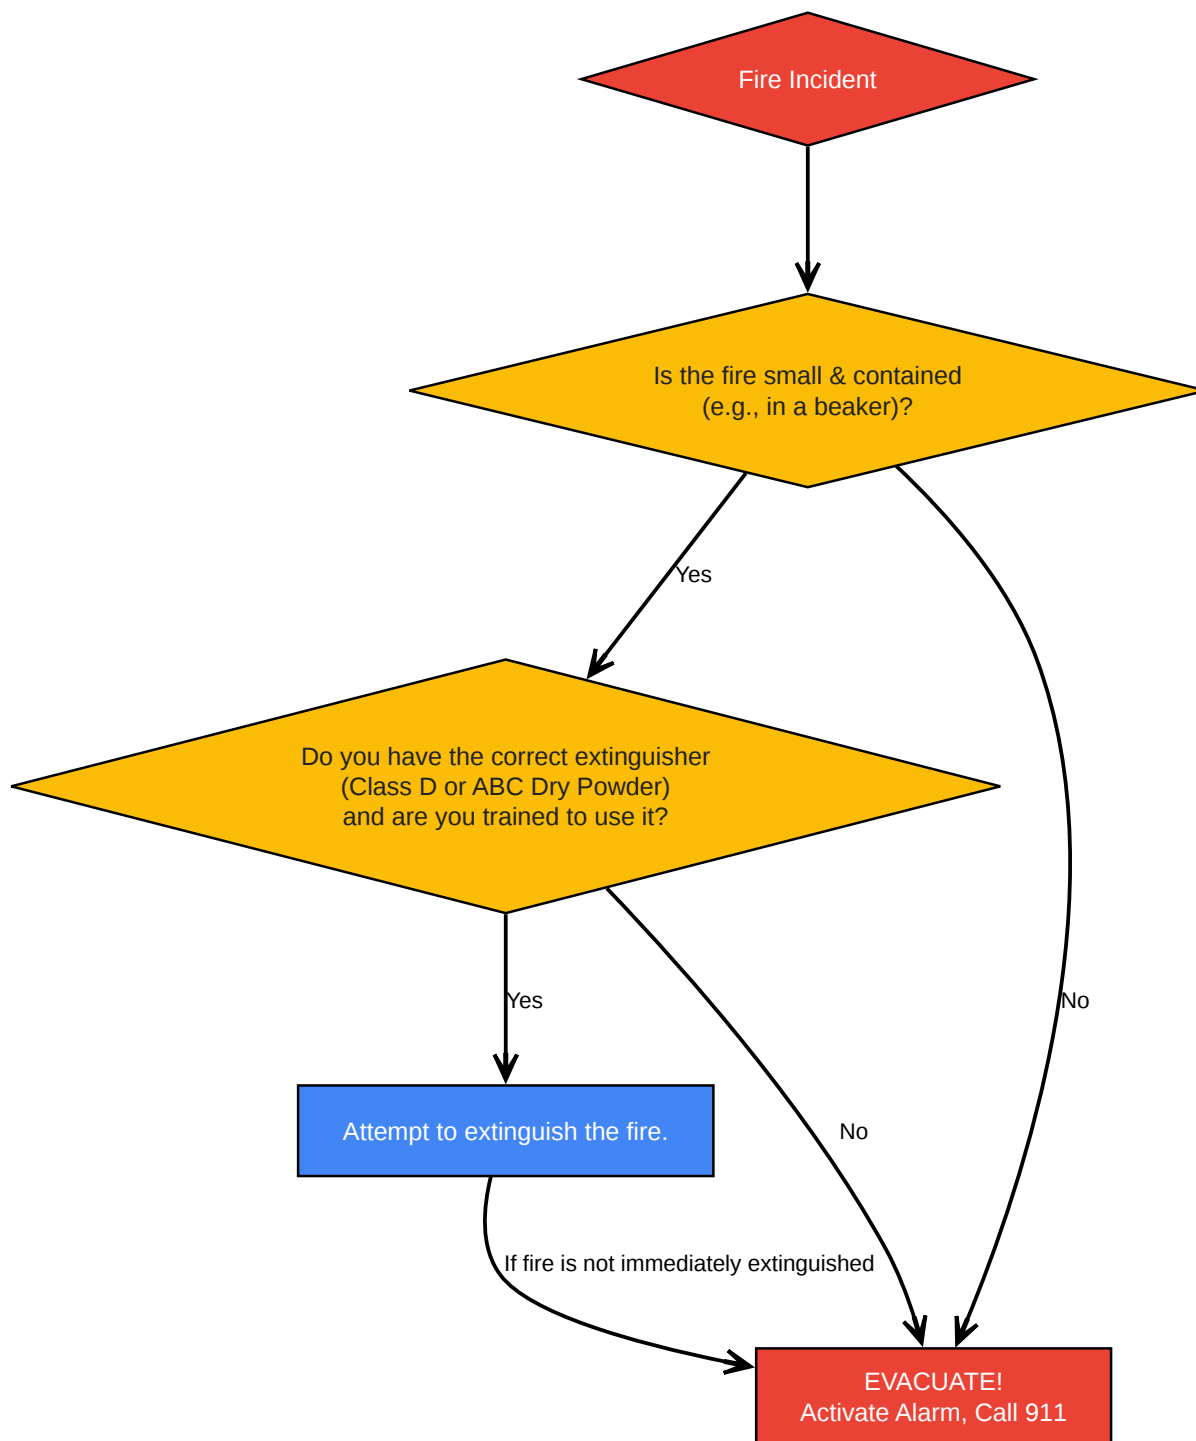 Fire Incident
Is the fire small & contained
(e.g., in a beaker)?
Yes
Do you have the correct extinguisher
(Class D or ABC Dry Powder)
and are you trained to use it?
Yes
No
Attempt to extinguish the fire.
No
If fire is not immediately extinguished
EVACUATE!
Activate Alarm, Call 911